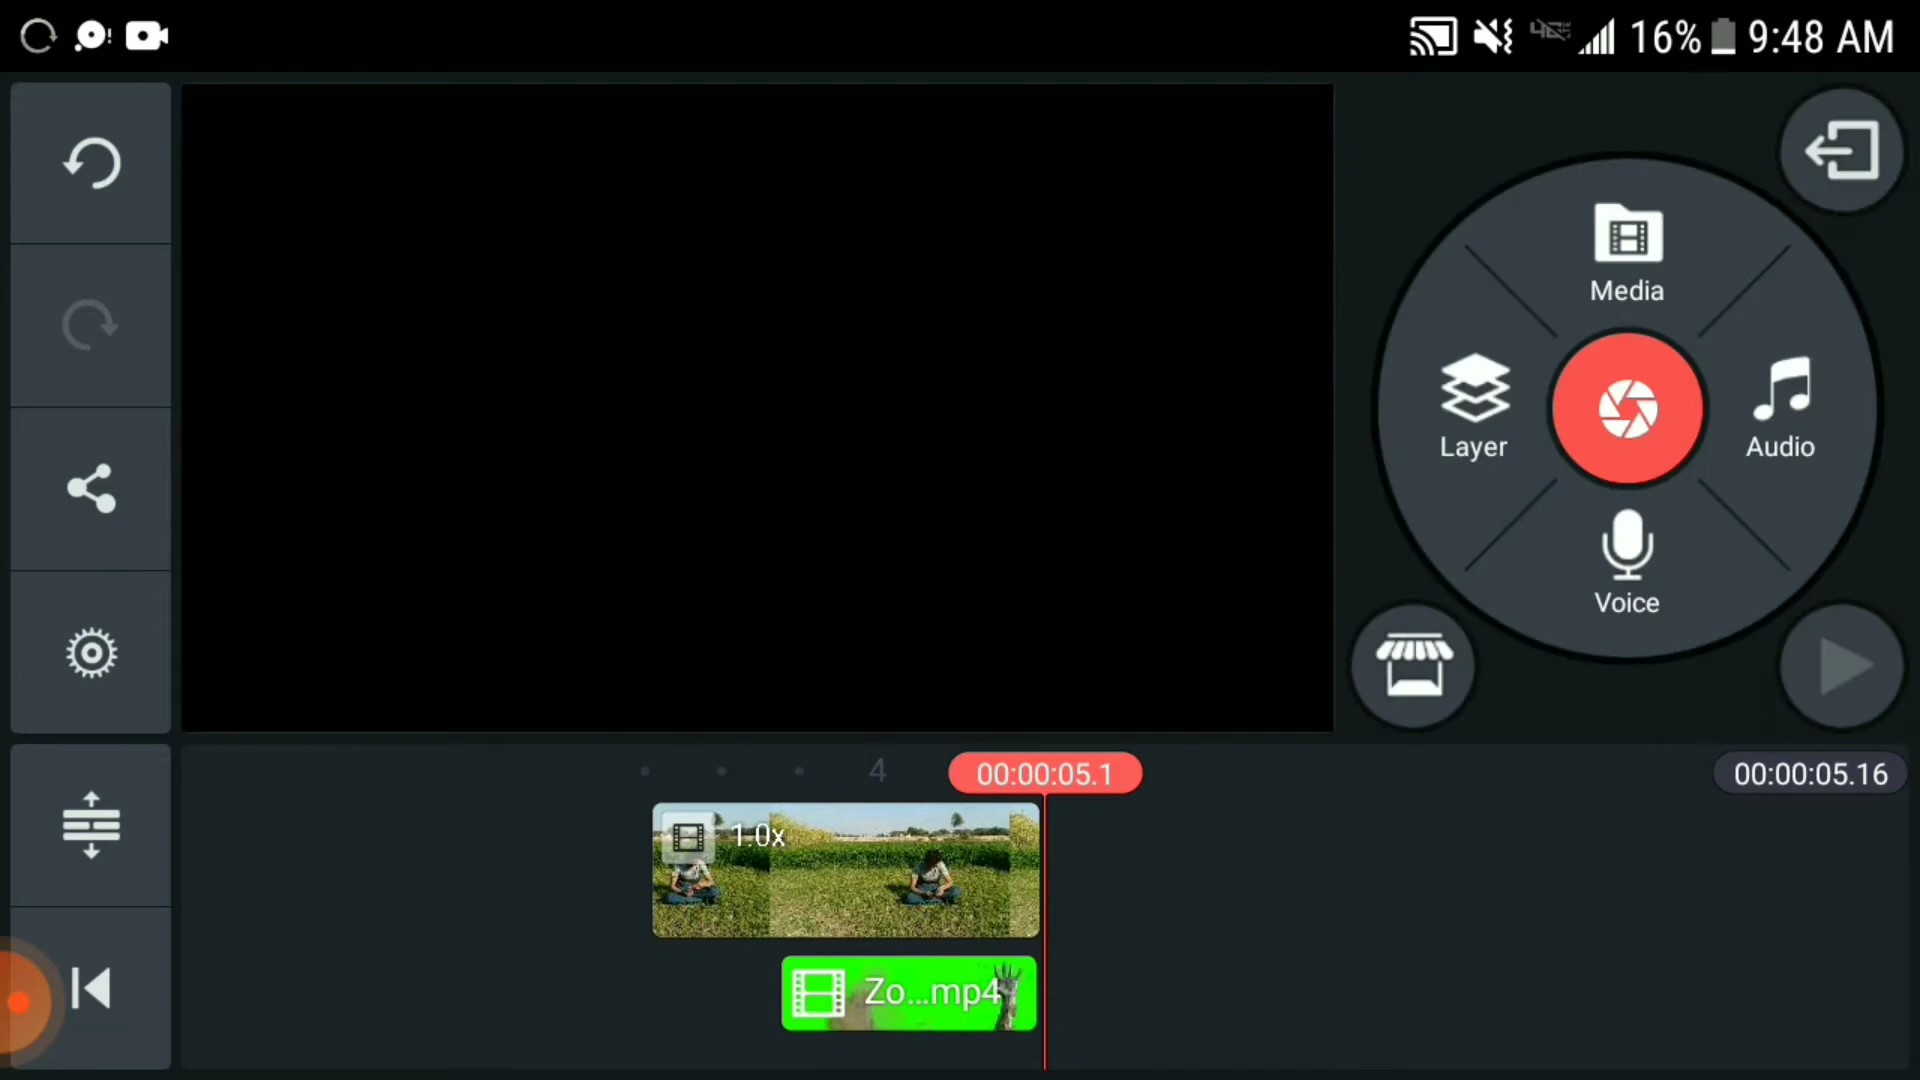 16% 9:48 AM
Media
Layer
Audio
Voice
4
00:00:05.1
00:00:05.16
1.0x
Zo...mp4